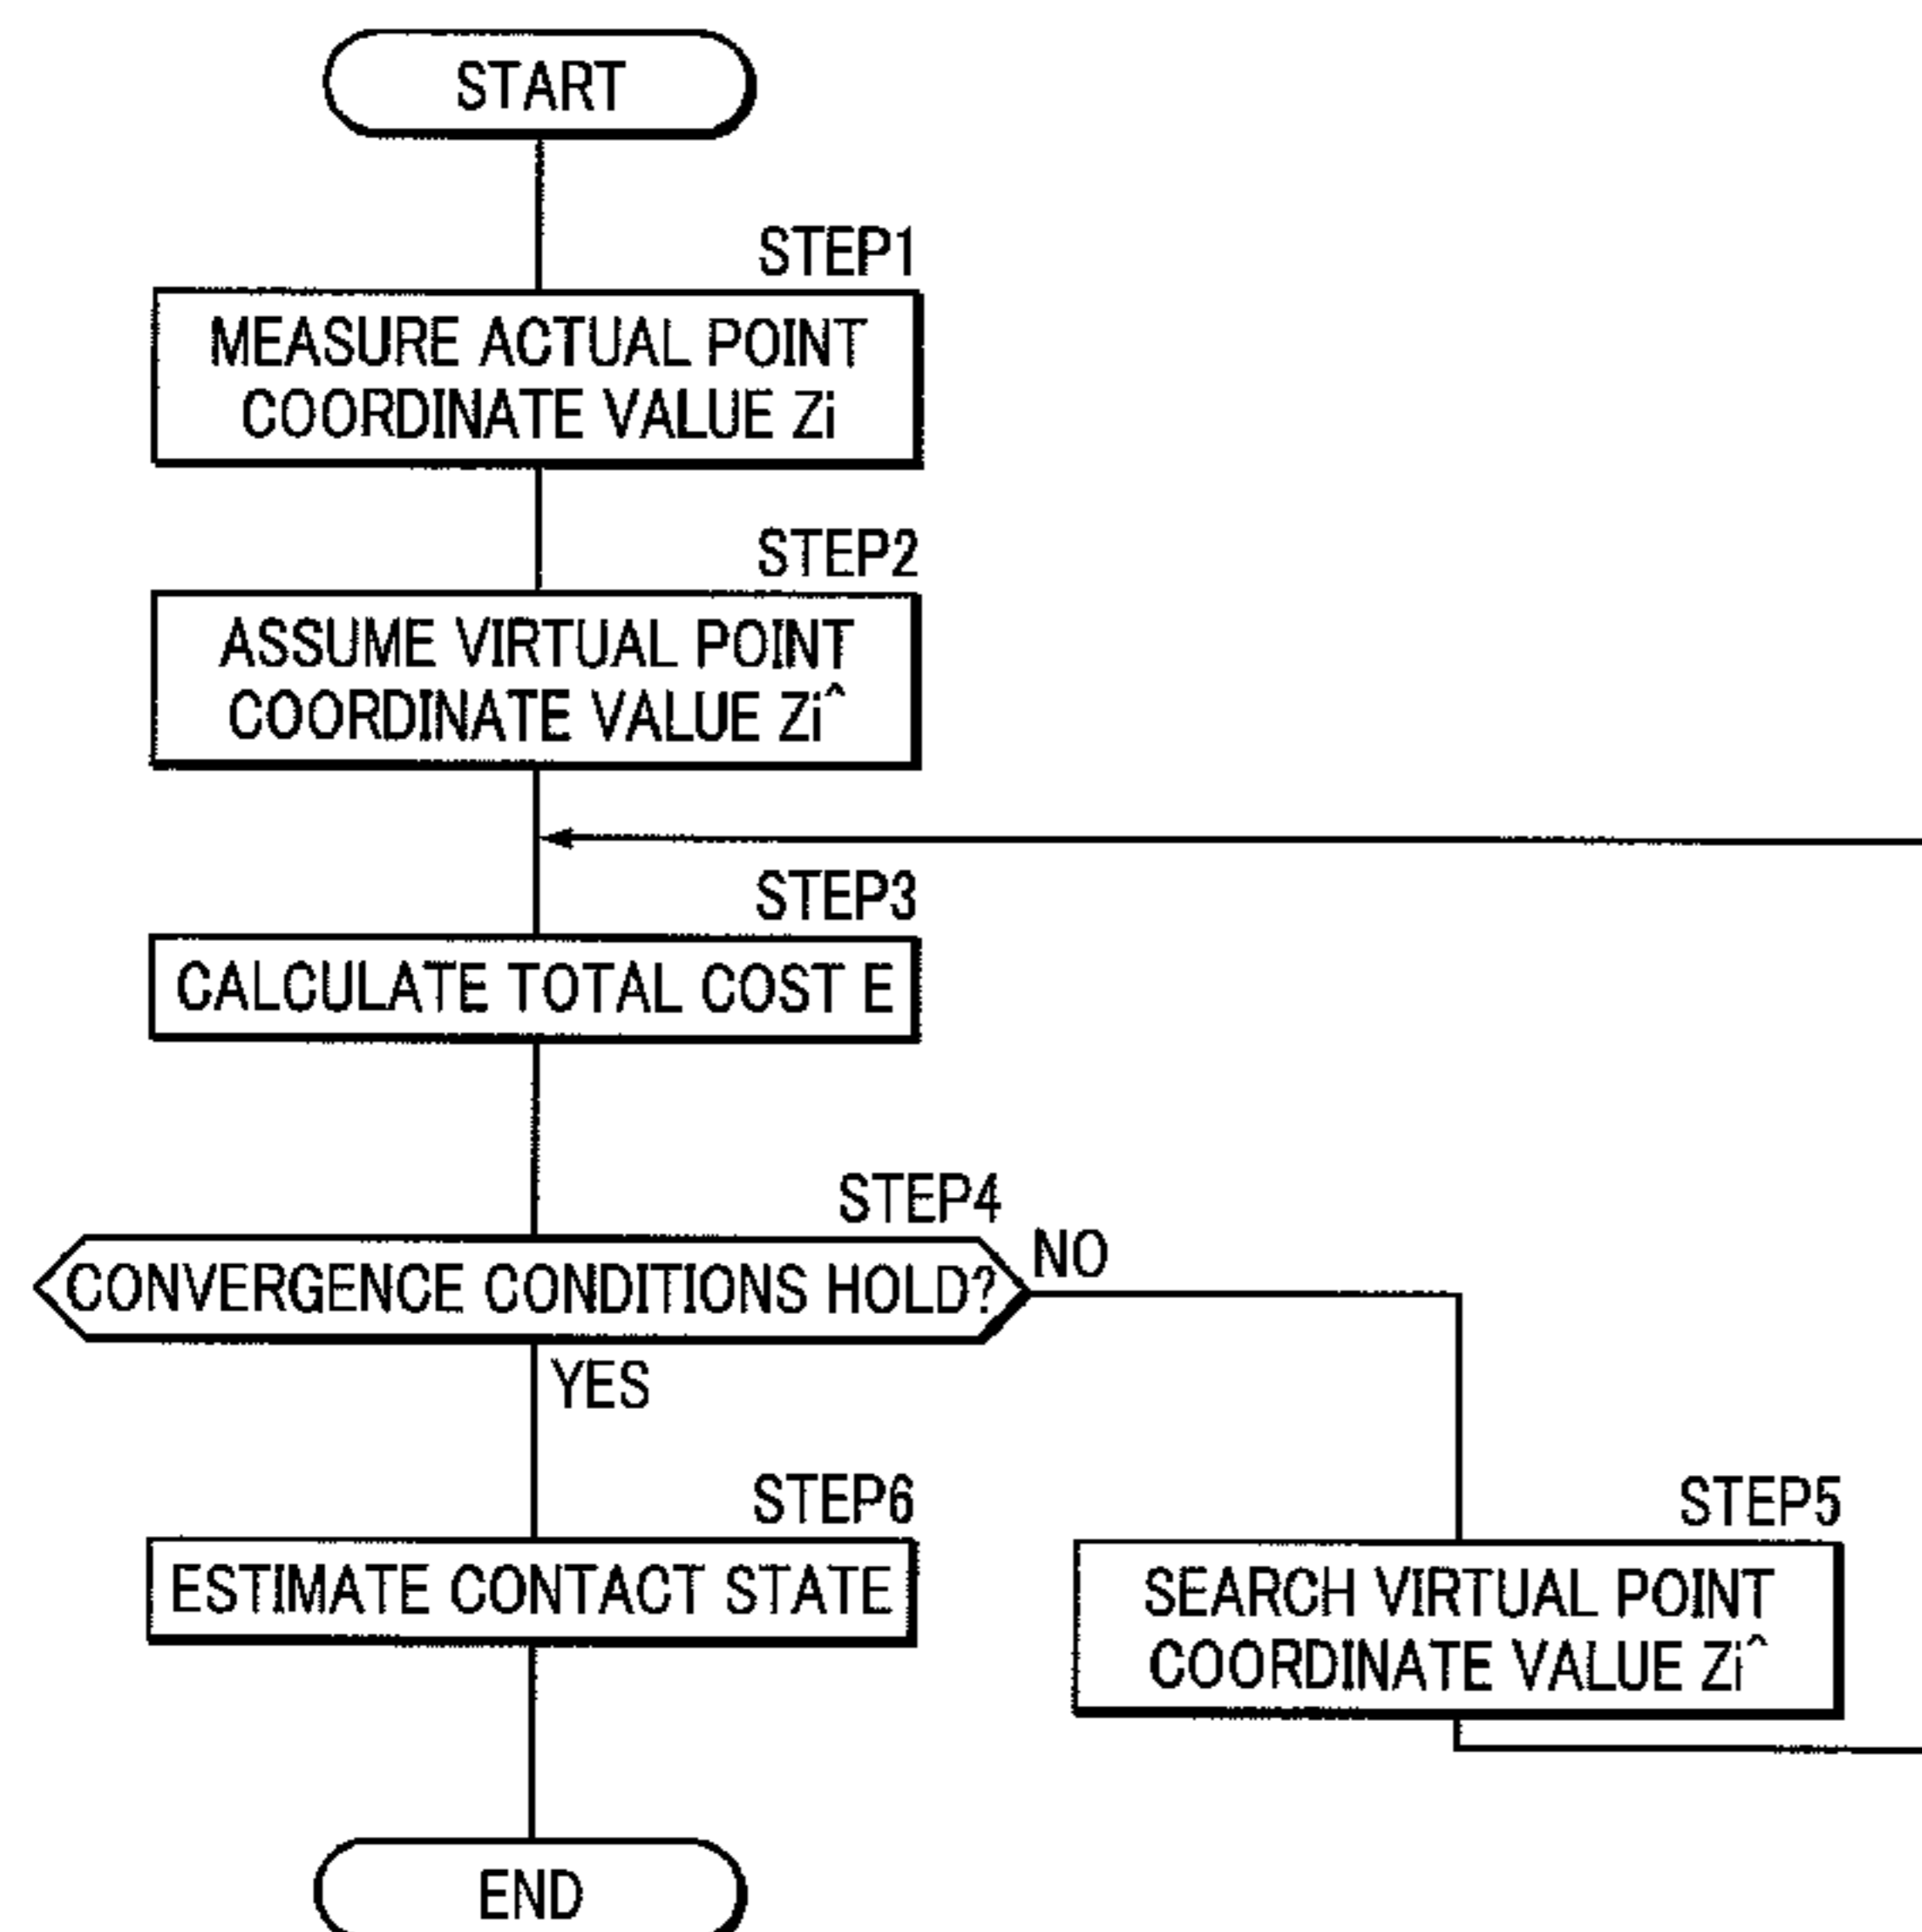 START
STEP1
MEASURE ACTUAL POINT
COORDINATE VALUE Zi
STEP2
ASSUME VIRTUAL POINT
COORDINATE VALUE Zi^
STEP3
CALCULATE TOTAL COST E
STEP4
CONVERGENCE CONDITIONS HOLD?
NO
YES
STEP6
ESTIMATE CONTACT STATE
STEP5
SEARCH VIRTUAL POINT
COORDINATE VALUE Zi^
END